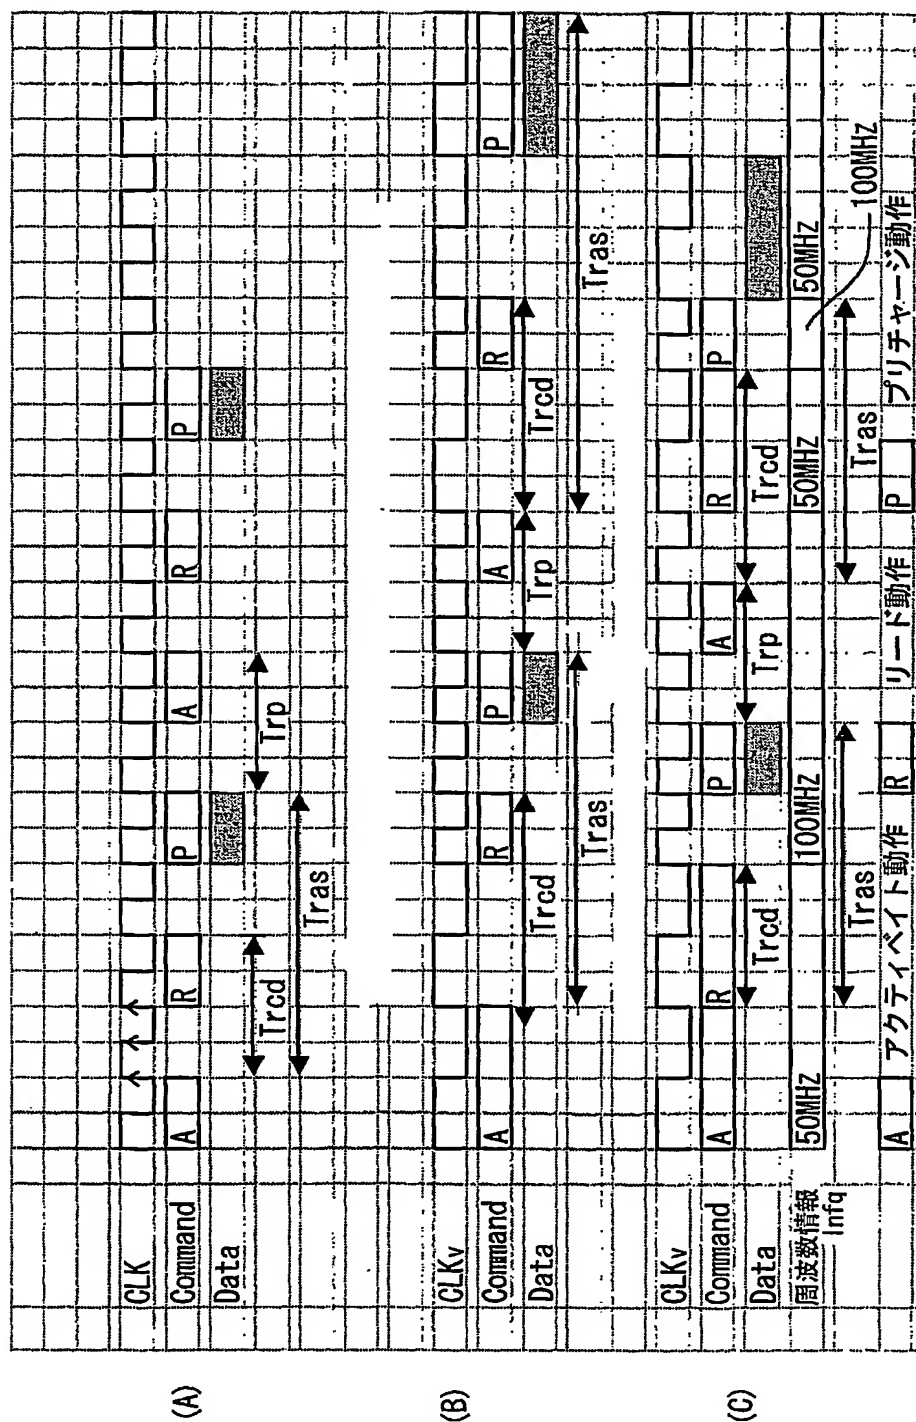 (A)
CLK
Command A R P A R P
Data
Trcd Trp
Tras
(B)
CLKv
Command A R P A R P
Data
Trcd Trp Trcd
Tras Tras
(C)
CLKv
Command A R P A R P
Data
Trcd Trp Trcd
周波数情報 50MHz 100MHz 50MHz 50MHz
Infq
100MHz
Tras Tras
A アクティベイト動作 R リード動作 P プリチャージ動作